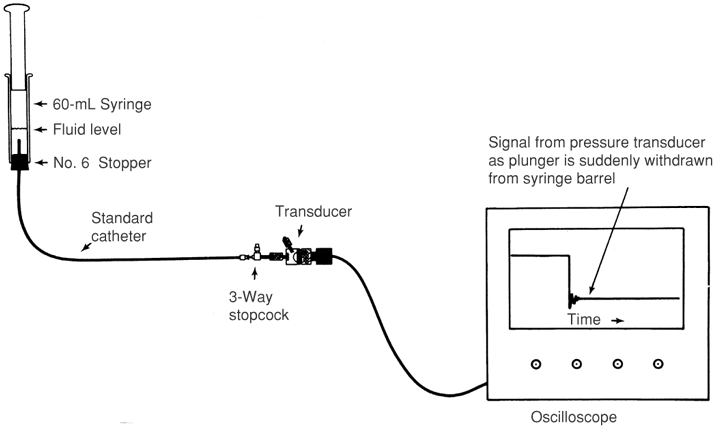 60-mL Syringe
Fluid level
No. 6 Stopper
Standard
catheter
Transducer
3-Way
stopcock
Signal from pressure transducer
as plunger is suddenly withdrawn
from syringe barrel
Time
Oscilloscope